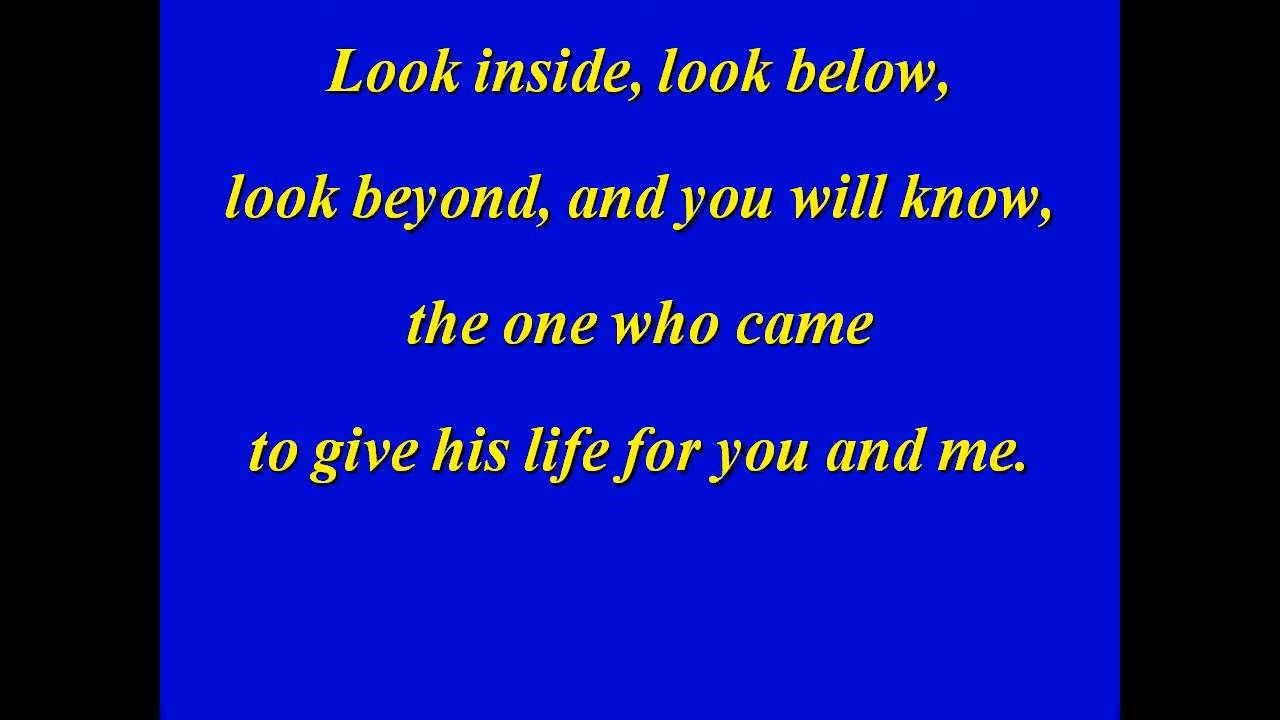 Look inside, look below,
look beyond, and you will know,
the one who came
to give his life for you and me.